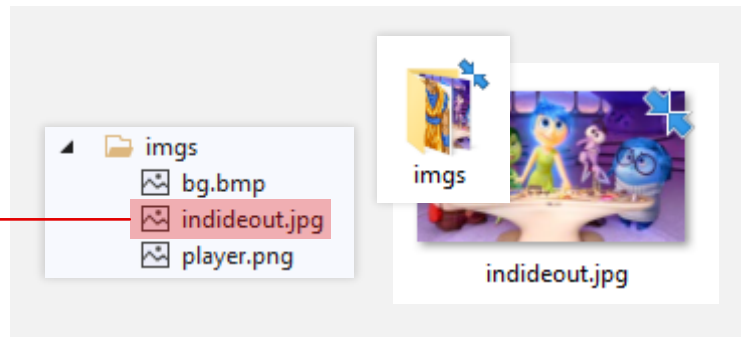 imgs
bg.bmp
indideout.jpg
player.png
imgs
indideout.jpg